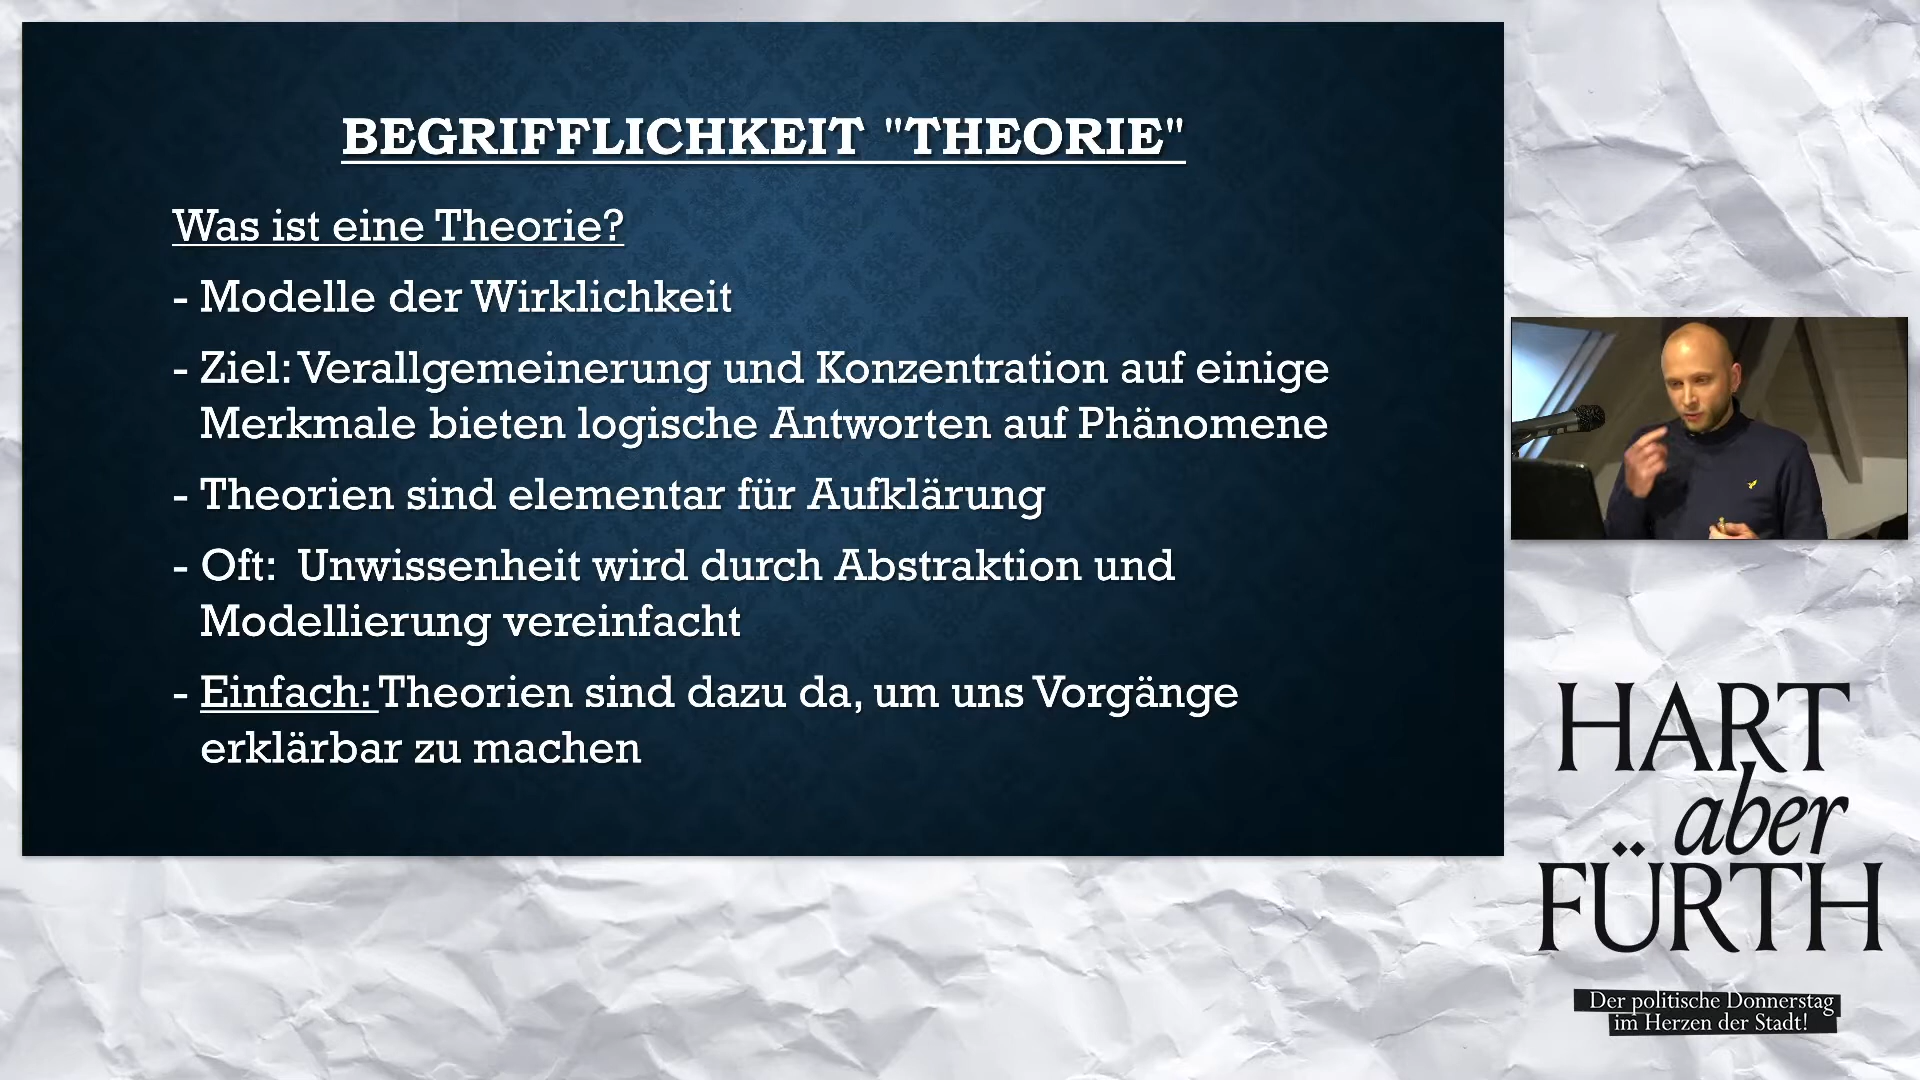 BEGRIFFLICHKEIT "THEORIE"
Was ist eine Theorie?
- Modelle der Wirklichkeit
- Ziel: Verallgemeinerung und Konzentration auf einige
Merkmale bieten logische Antworten auf Phänomene
- Theorien sind elementar für Aufklärung
- Oft:  Unwissenheit wird durch Abstraktion und
Modellierung vereinfacht
- Einfach: Theorien sind dazu da, um uns Vorgänge
erklärbar zu machen
HART
aber
FÜRTH
Der politische Donnerstag
im Herzen der Stadt!